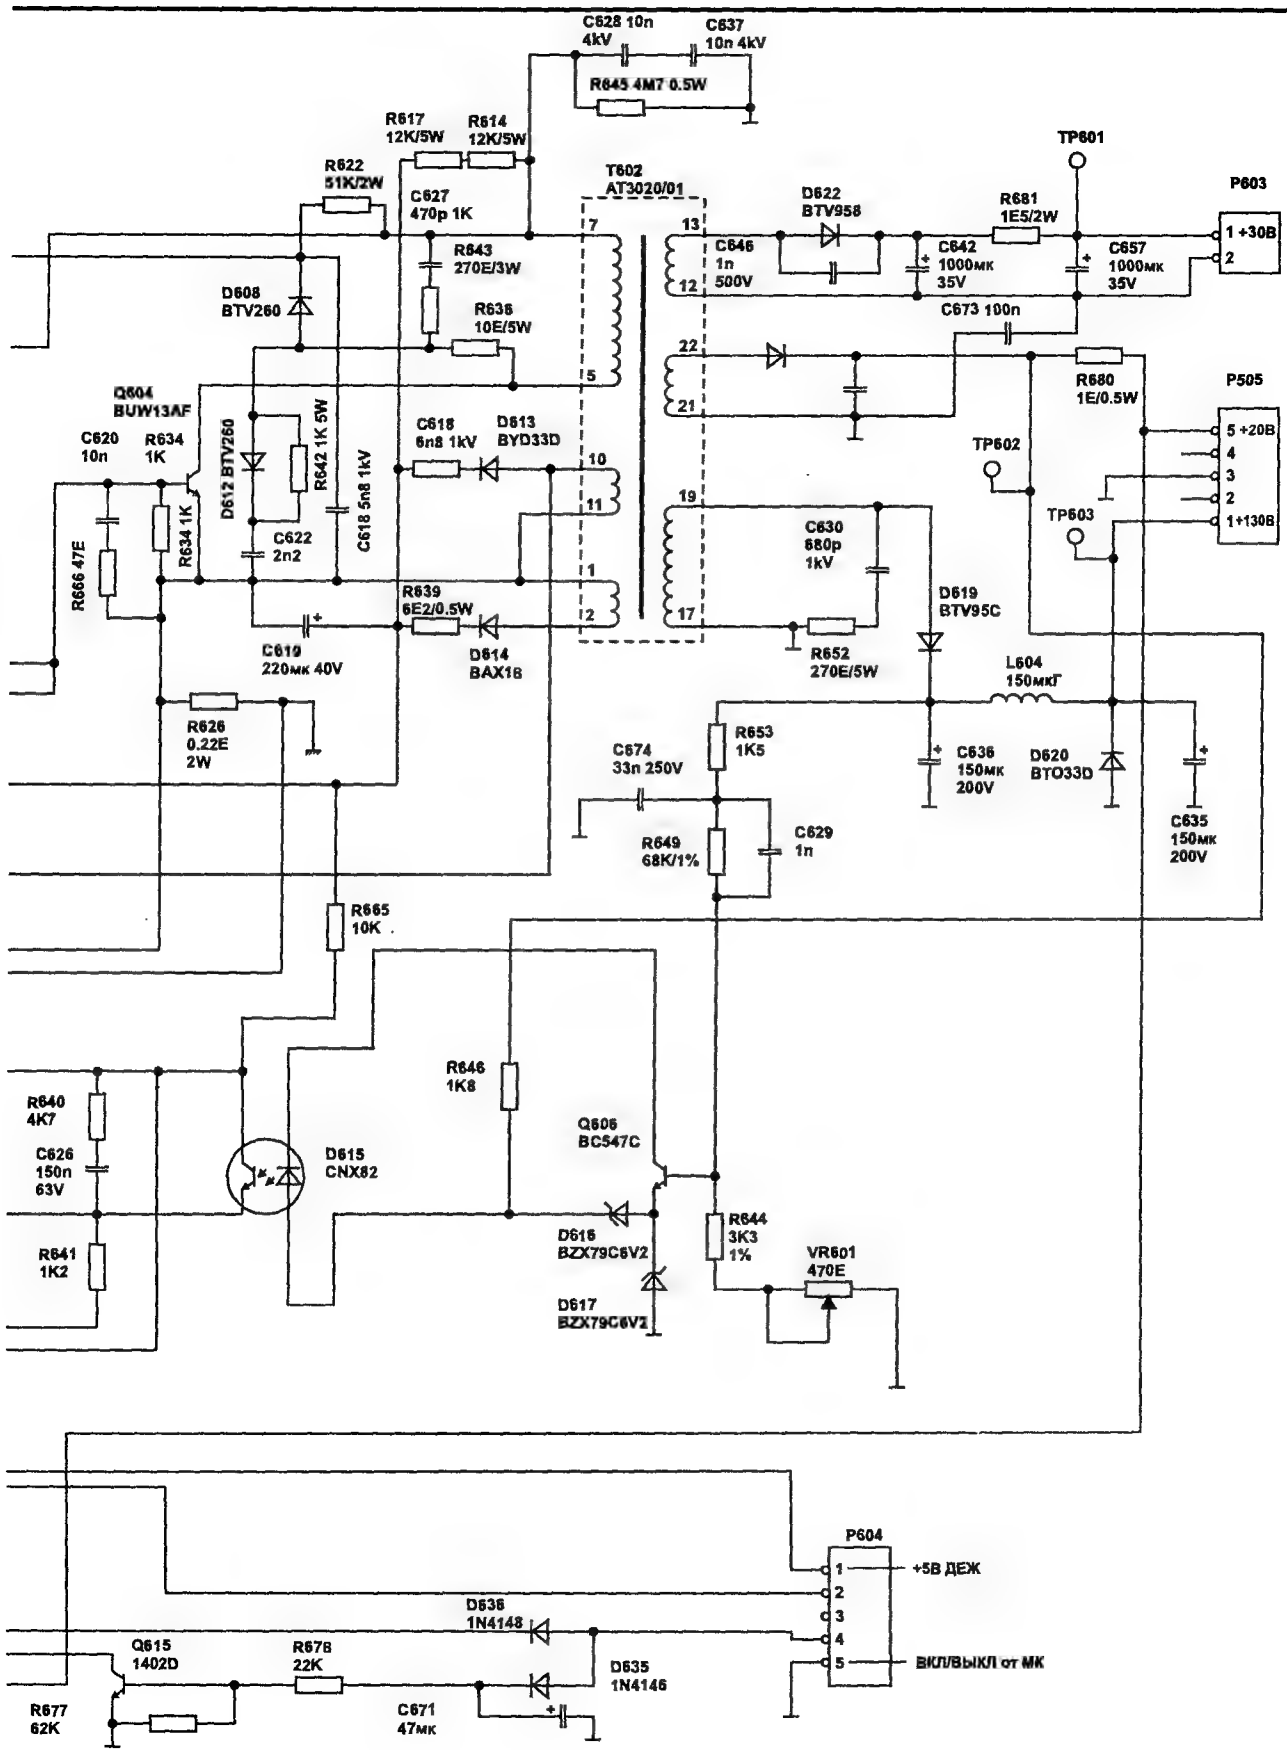 C628 10n
4kV
C637
10n 4kV
R645 4M7 0.5W
R617
12K/5W
R614
12K/5W
TP601
R622
51K/2W
T602
AT3020/01
P603
C627
470p 1K
D622
BTV958
R681
1E5/2W
7
13
1 +30В
2
R643
270E/3W
C646
1n
500V
C642
1000мк
35V
C657
1000мк
35V
12
D608
BTV260
R636
10E/5W
C673 100n
22
5
21
R680
1E/0.5W
P505
Q604
BUW13AF
C620
10n
R634
1K
D612 BTV260
R642 1K 5W
C618
6n8 1kV
D613
BYD33D
5 +20В
4
3
2
1+130В
TP602
10
11
19
TP603
R634 1K
C618 5n8 1kV
C622
2n2
C630
680p
1kV
R666 47E
1
2
17
R639
6E2/0.5W
D619
BTV95C
C619
220мк 40V
D614
BAX18
R652
270E/5W
L604
150мкГ
R626
0.22E
2W
R653
1K5
C674
33n 250V
C636
150мк
200V
D620
BTO33D
C635
150мк
200V
R649
68K/1%
C629
1n
R665
10K
R640
4K7
R646
1K8
C626
150n
63V
D615
CNX82
Q606
BC547C
R641
1K2
D616
BZX79C6V2
R644
3K3
1%
VR601
470E
D617
BZX79C6V2
P604
1
+5В ДЕЖ
2
3
4
5
ВКЛ/ВЫКЛ от МК
D636
1N4148
Q615
1402D
R678
22K
D635
1N4146
R677
62K
C671
47мк